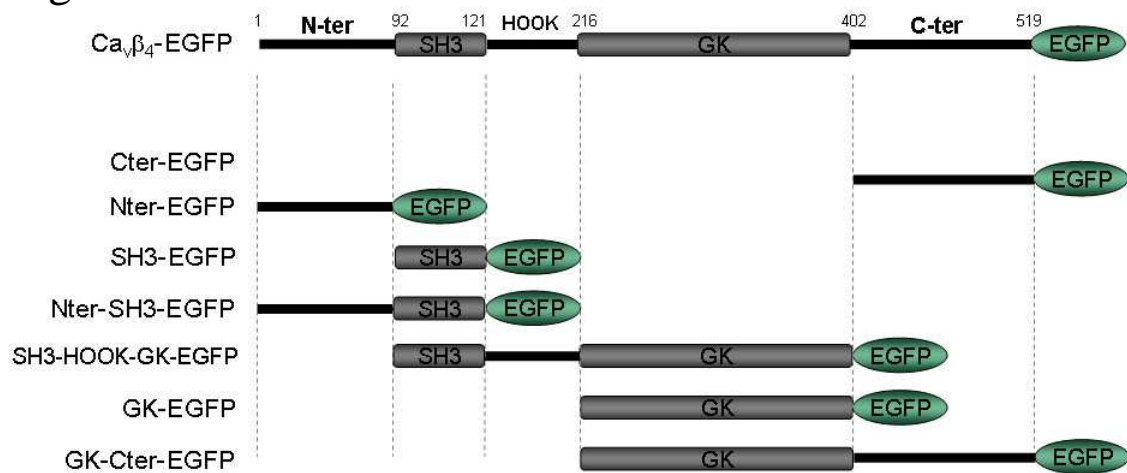 1 N-ter 92 121 HOOK 216 402 C-ter 519
Caᵥβ₄-EGFP SH3 GK EGFP
Cter-EGFP EGFP
Nter-EGFP EGFP
SH3-EGFP SH3 EGFP
Nter-SH3-EGFP SH3 EGFP
SH3-HOOK-GK-EGFP SH3 GK EGFP
GK-EGFP GK EGFP
GK-Cter-EGFP GK EGFP